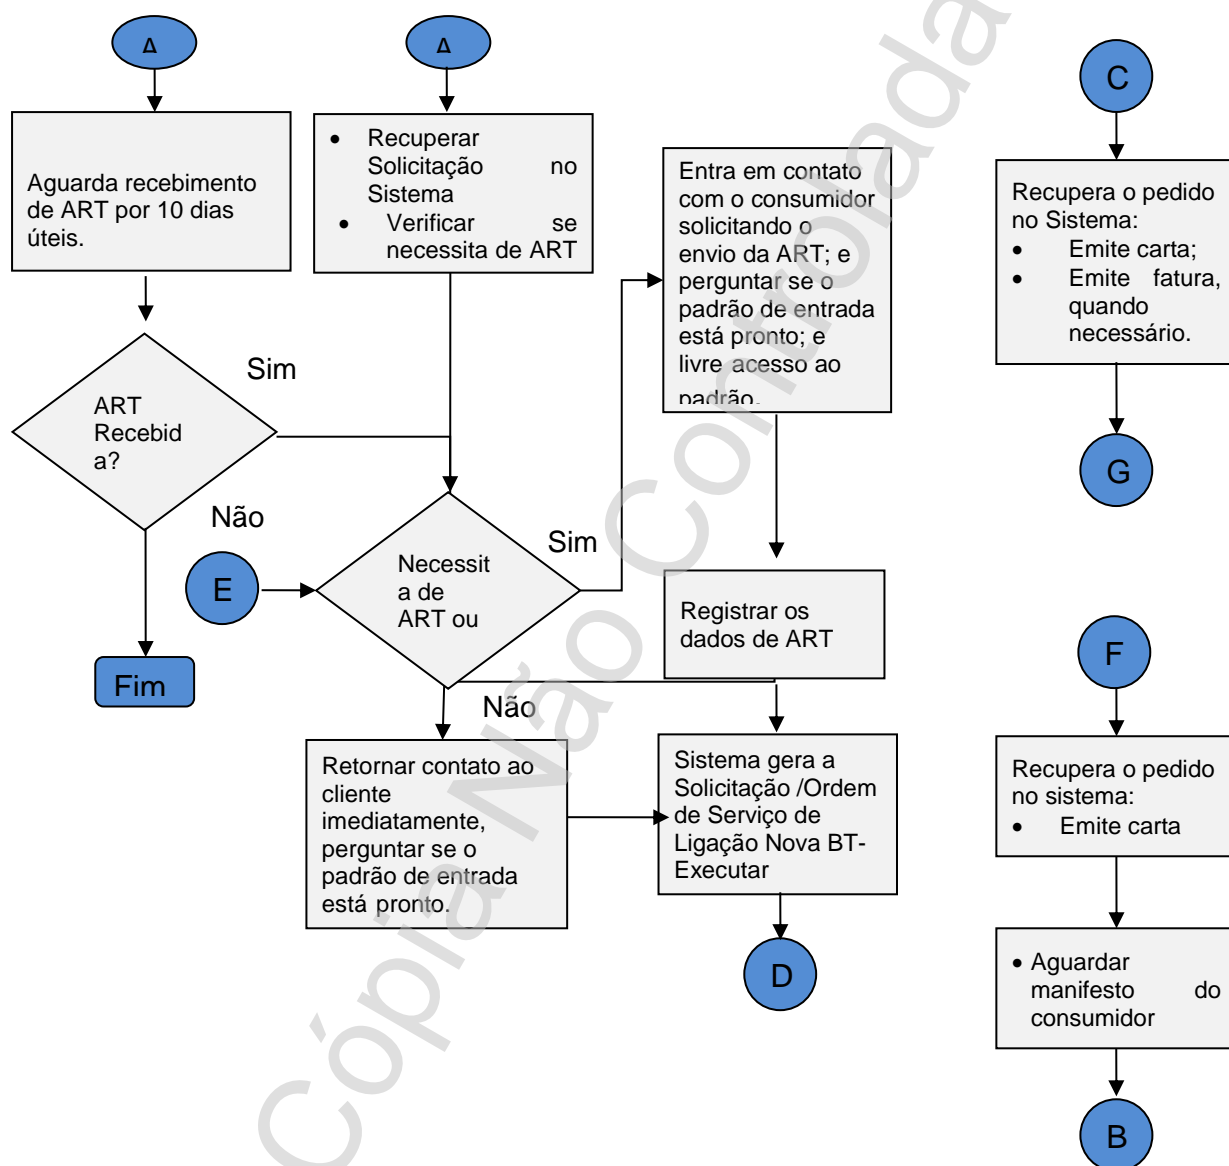 A
A
C
Aguarda recebimento
de ART por 10 dias
úteis.
• Recuperar
Solicitação no
Sistema
• Verificar se
necessita de ART
Entra em contato
com o consumidor
solicitando o
envio da ART; e
perguntar se o
padrão de entrada
está pronto; e
livre acesso ao
padrão.
Recupera o pedido
no Sistema:
• Emite carta;
• Emite fatura,
quando
necessário.
Sim
ART
Recebid
a?
G
Não
Sim
E
Necessit
a de
ART ou
Registrar os
dados de ART
F
Fim
Não
Retornar contato ao
cliente
imediatamente,
perguntar se o
padrão de entrada
está pronto.
Sistema gera a
Solicitação /Ordem
de Serviço de
Ligação Nova BT-
Executar
Recupera o pedido
no sistema:
• Emite carta
D
• Aguardar
manifesto do
consumidor
B
Cópia Não Controlada